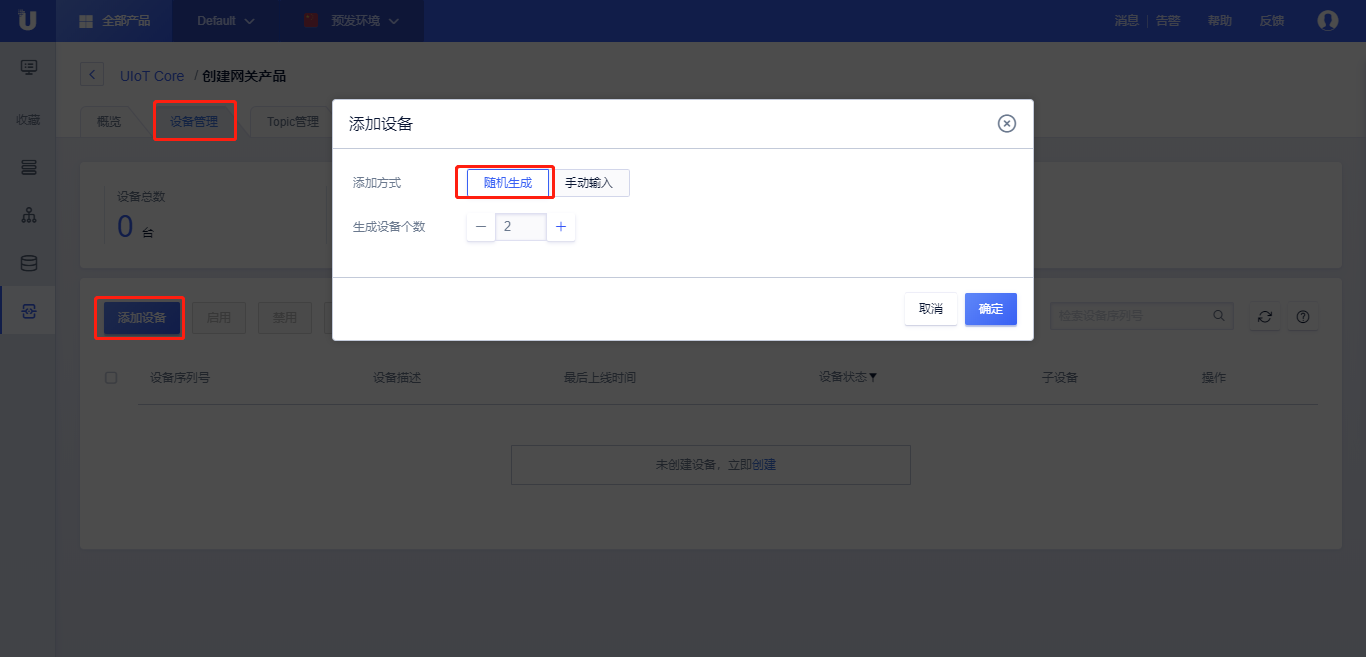 U 全部产品 Default 预发环境 消息 告警 帮助 反馈
UIoT Core / 创建网关产品
收藏
概览 设备管理 Topic管理
添加设备
添加方式 随机生成 手动输入
生成设备个数 2
取消 确定
设备总数
0 台
添加设备 启用 禁用 检索设备序列号
设备序列号 设备描述 最后上线时间 设备状态 子设备 操作
未创建设备，立即创建